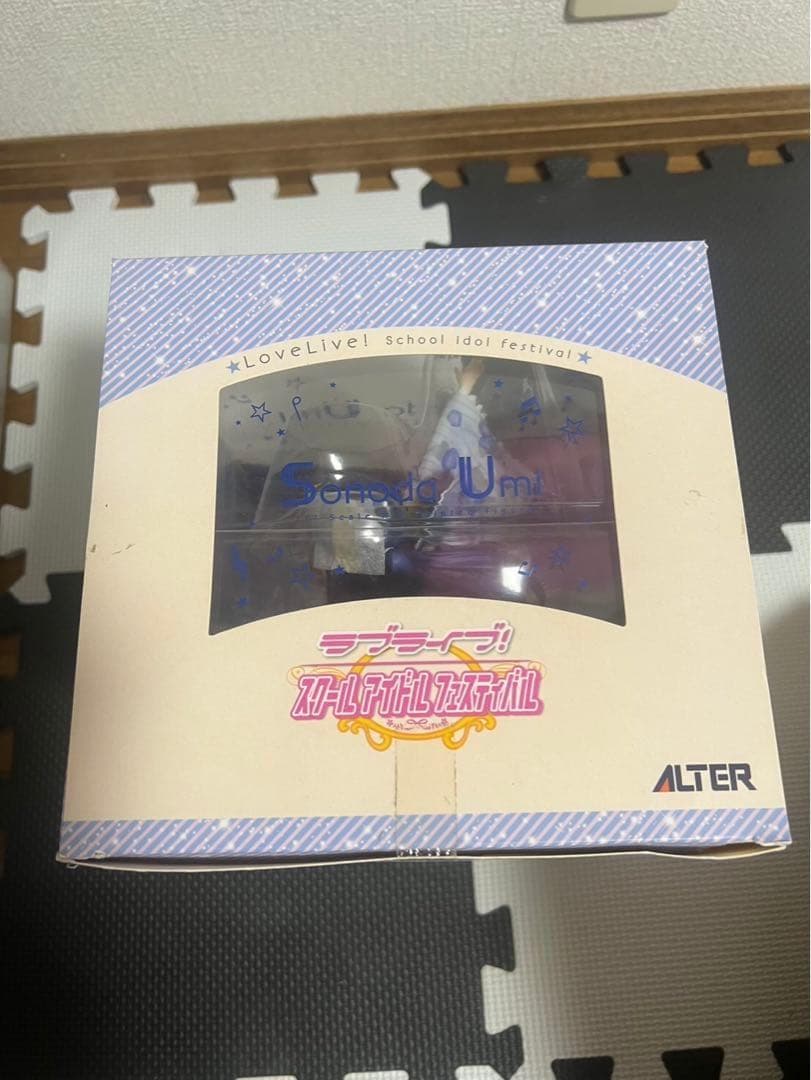 LoveLive! School idol festival
Sonoda Umi
ラブライブ!
スクールアイドルフェスティバル
ALTER